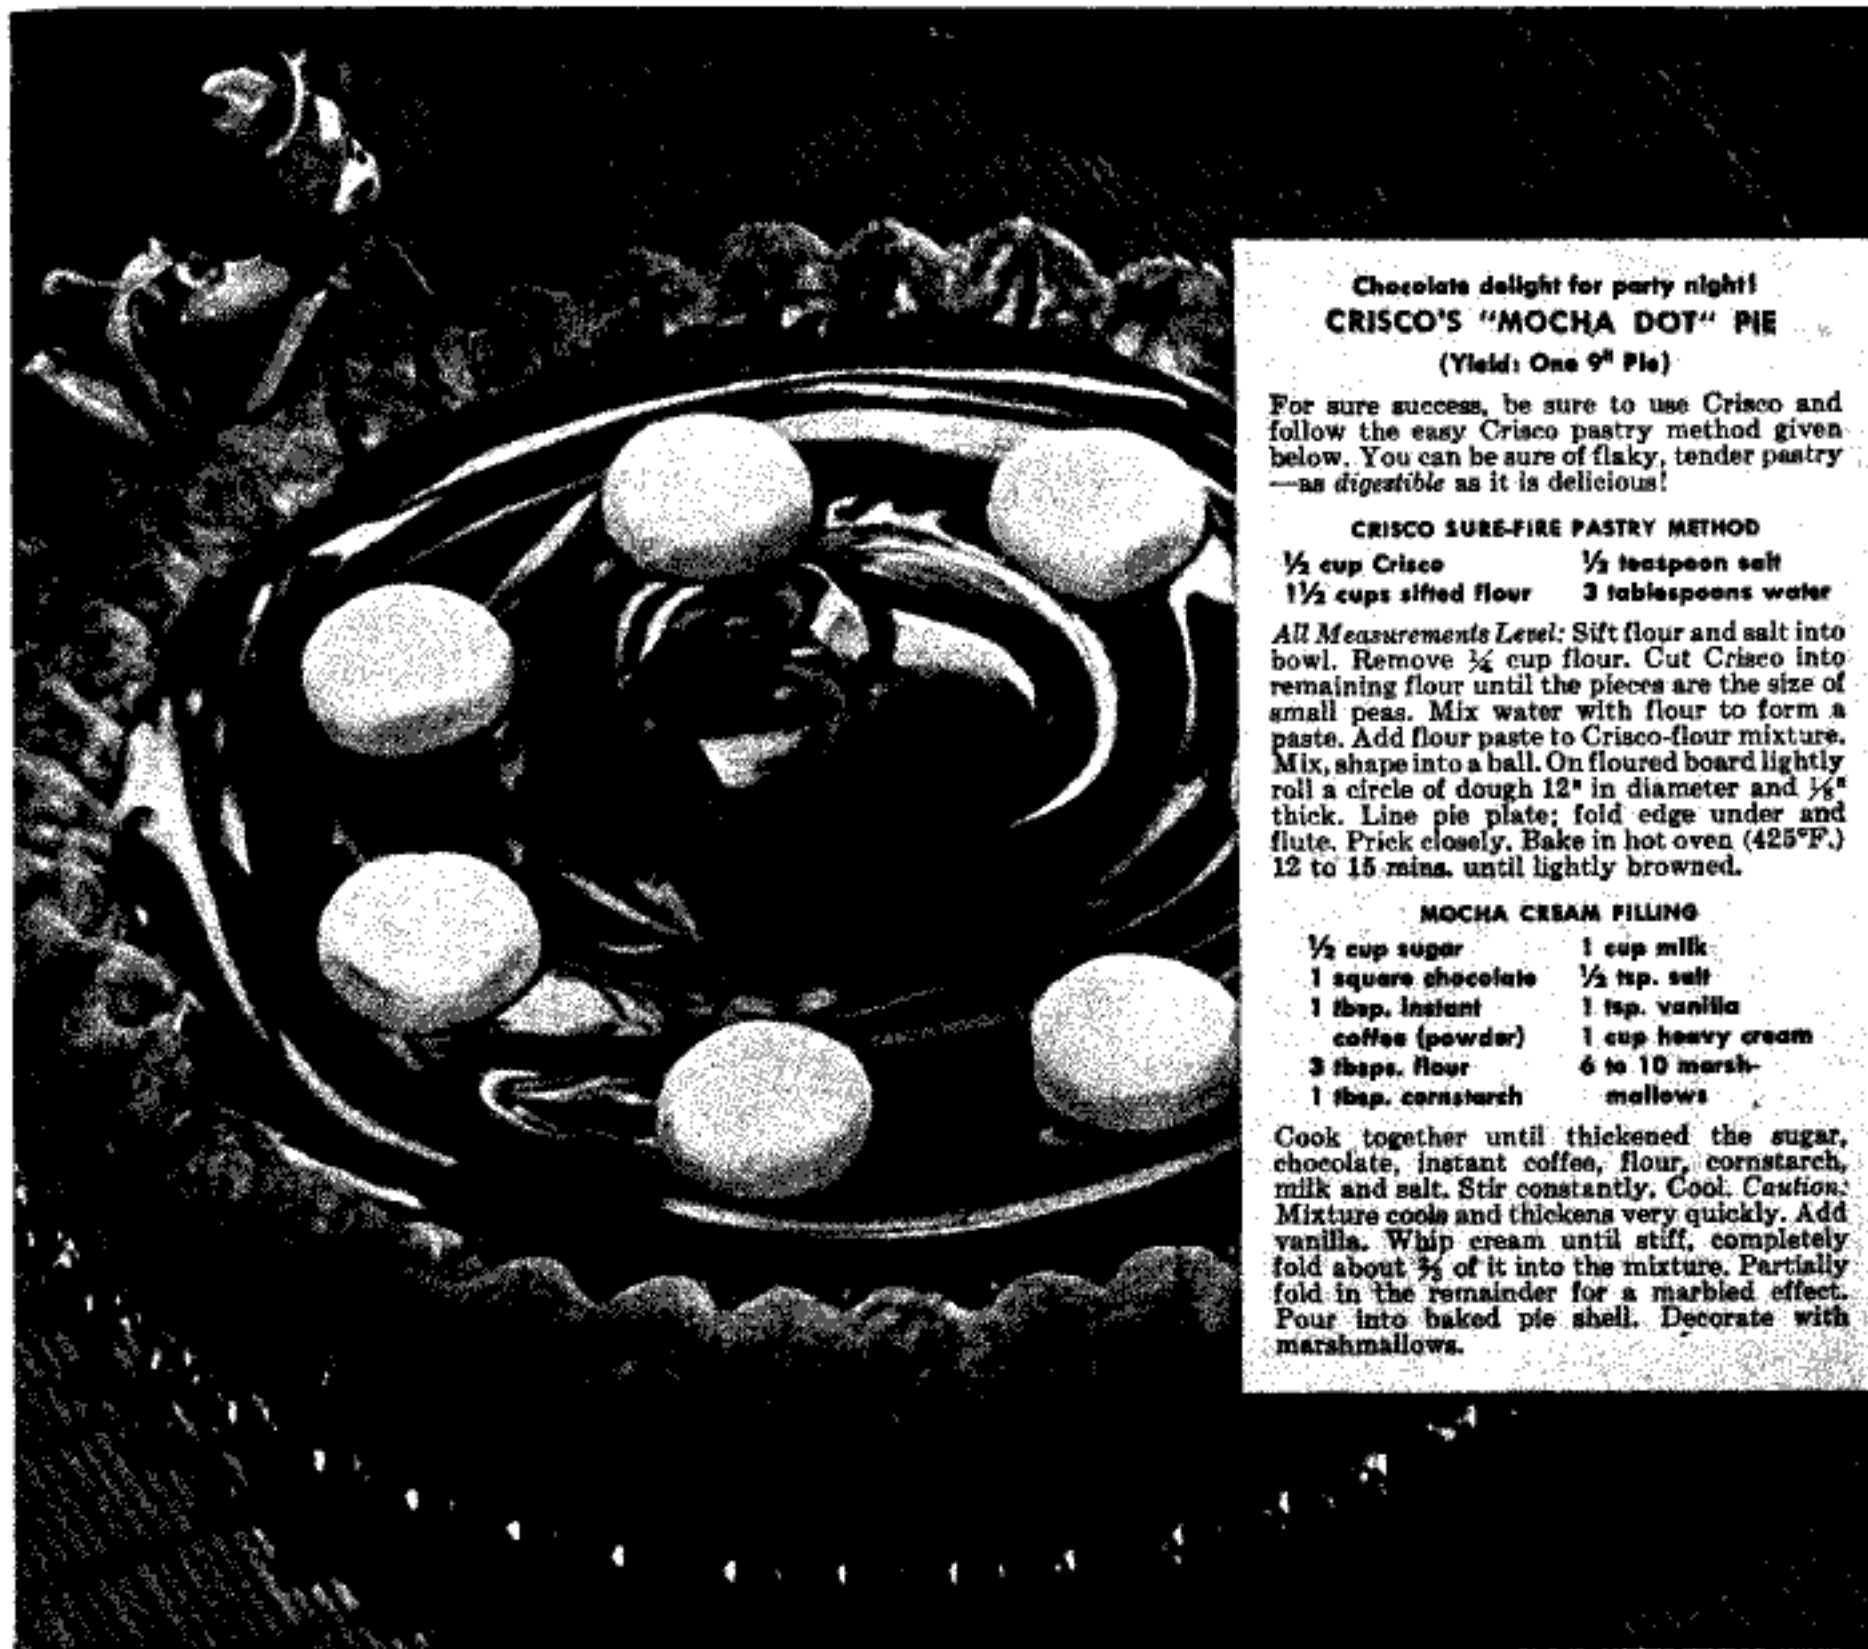 Chocolate delight for party night!
CRISCO'S "MOCHA DOT" PIE
(Yield: One 9" Pie)
For sure success, be sure to use Crisco and
follow the easy Crisco pastry method given
below. You can be sure of flaky, tender pastry
—as digestible as it is delicious!
CRISCO SURE-FIRE PASTRY METHOD
½ cup Crisco ½ teaspoon salt
1½ cups sifted flour 3 tablespoons water
All Measurements Level: Sift flour and salt into
bowl. Remove ¼ cup flour. Cut Crisco into
remaining flour until the pieces are the size of
small peas. Mix water with flour to form a
paste. Add flour paste to Crisco-flour mixture.
Mix, shape into a ball. On floured board lightly
roll a circle of dough 12" in diameter and ⅛"
thick. Line pie plate; fold edge under and
flute. Prick closely. Bake in hot oven (425°F.)
12 to 15 mins. until lightly browned.
MOCHA CREAM FILLING
½ cup sugar 1 cup milk
1 square chocolate ½ tsp. salt
1 tbsp. instant 1 tsp. vanilla
coffee (powder) 1 cup heavy cream
3 tbsps. flour 6 to 10 marsh-
1 tbsp. cornstarch mallows
Cook together until thickened the sugar,
chocolate, instant coffee, flour, cornstarch,
milk and salt. Stir constantly. Cool. Caution:
Mixture cools and thickens very quickly. Add
vanilla. Whip cream until stiff, completely
fold about ⅔ of it into the mixture. Partially
fold in the remainder for a marbled effect.
Pour into baked pie shell. Decorate with
marshmallows.